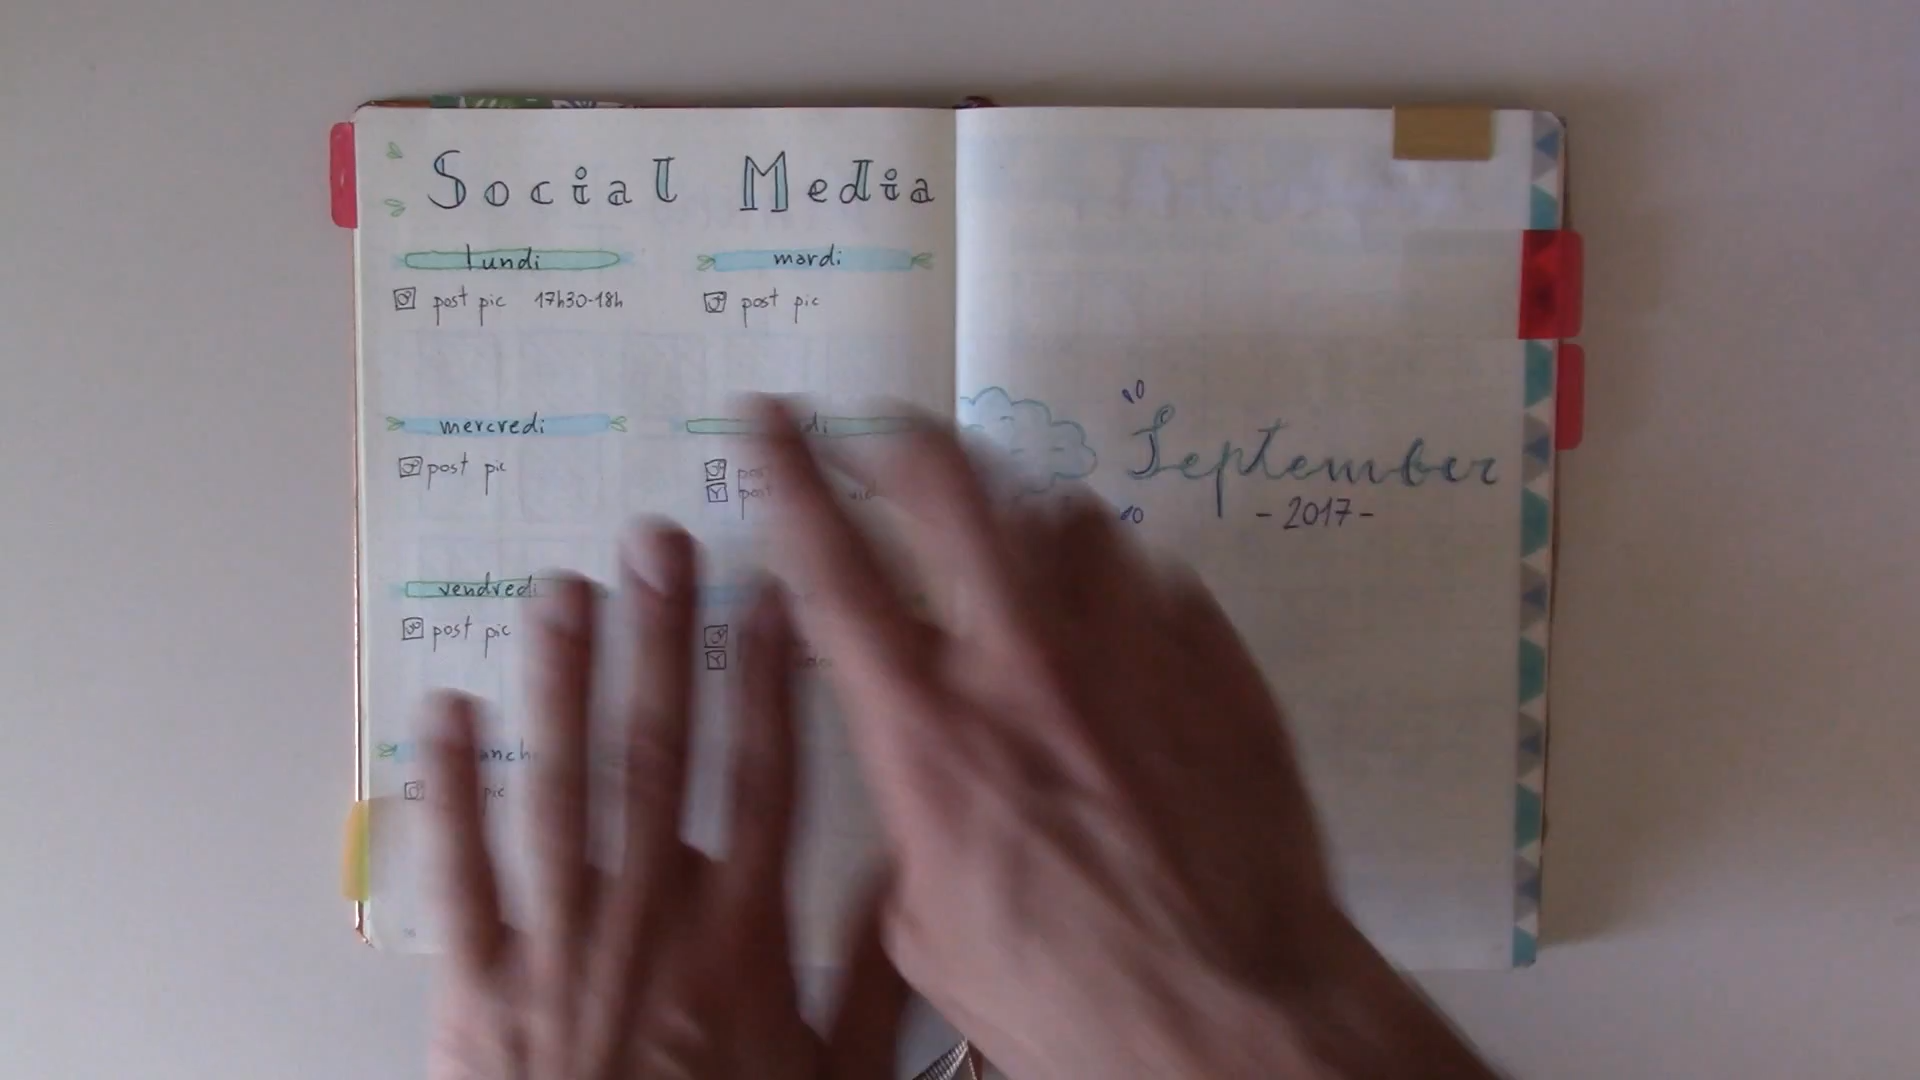 Social Media
lundi
post pic 17h30-18h
mardi
post pic
mercredi
post pic
post
vendredi
post pic
pic
September
- 2017 -